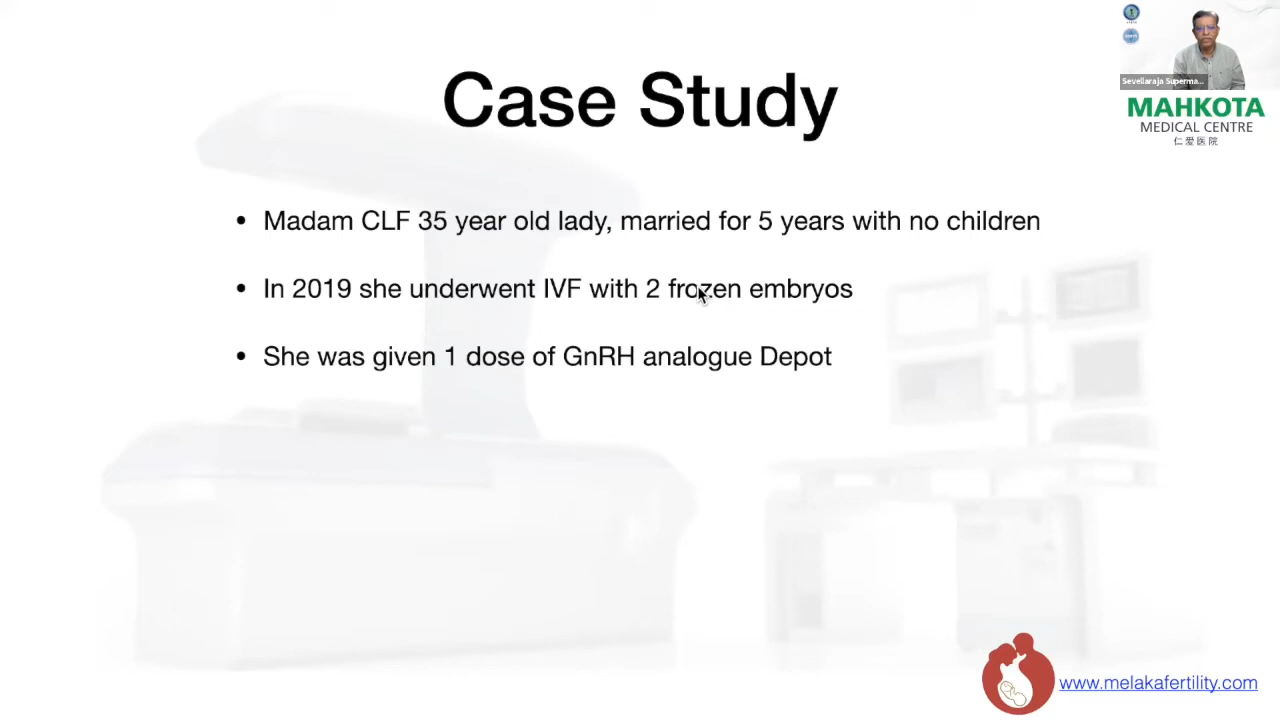 Case Study
Sevellaraja Superma...
MAHKOTA
MEDICAL CENTRE
仁爱医院
• Madam CLF 35 year old lady, married for 5 years with no children
• In 2019 she underwent IVF with 2 frozen embryos
• She was given 1 dose of GnRH analogue Depot
www.melakafertility.com